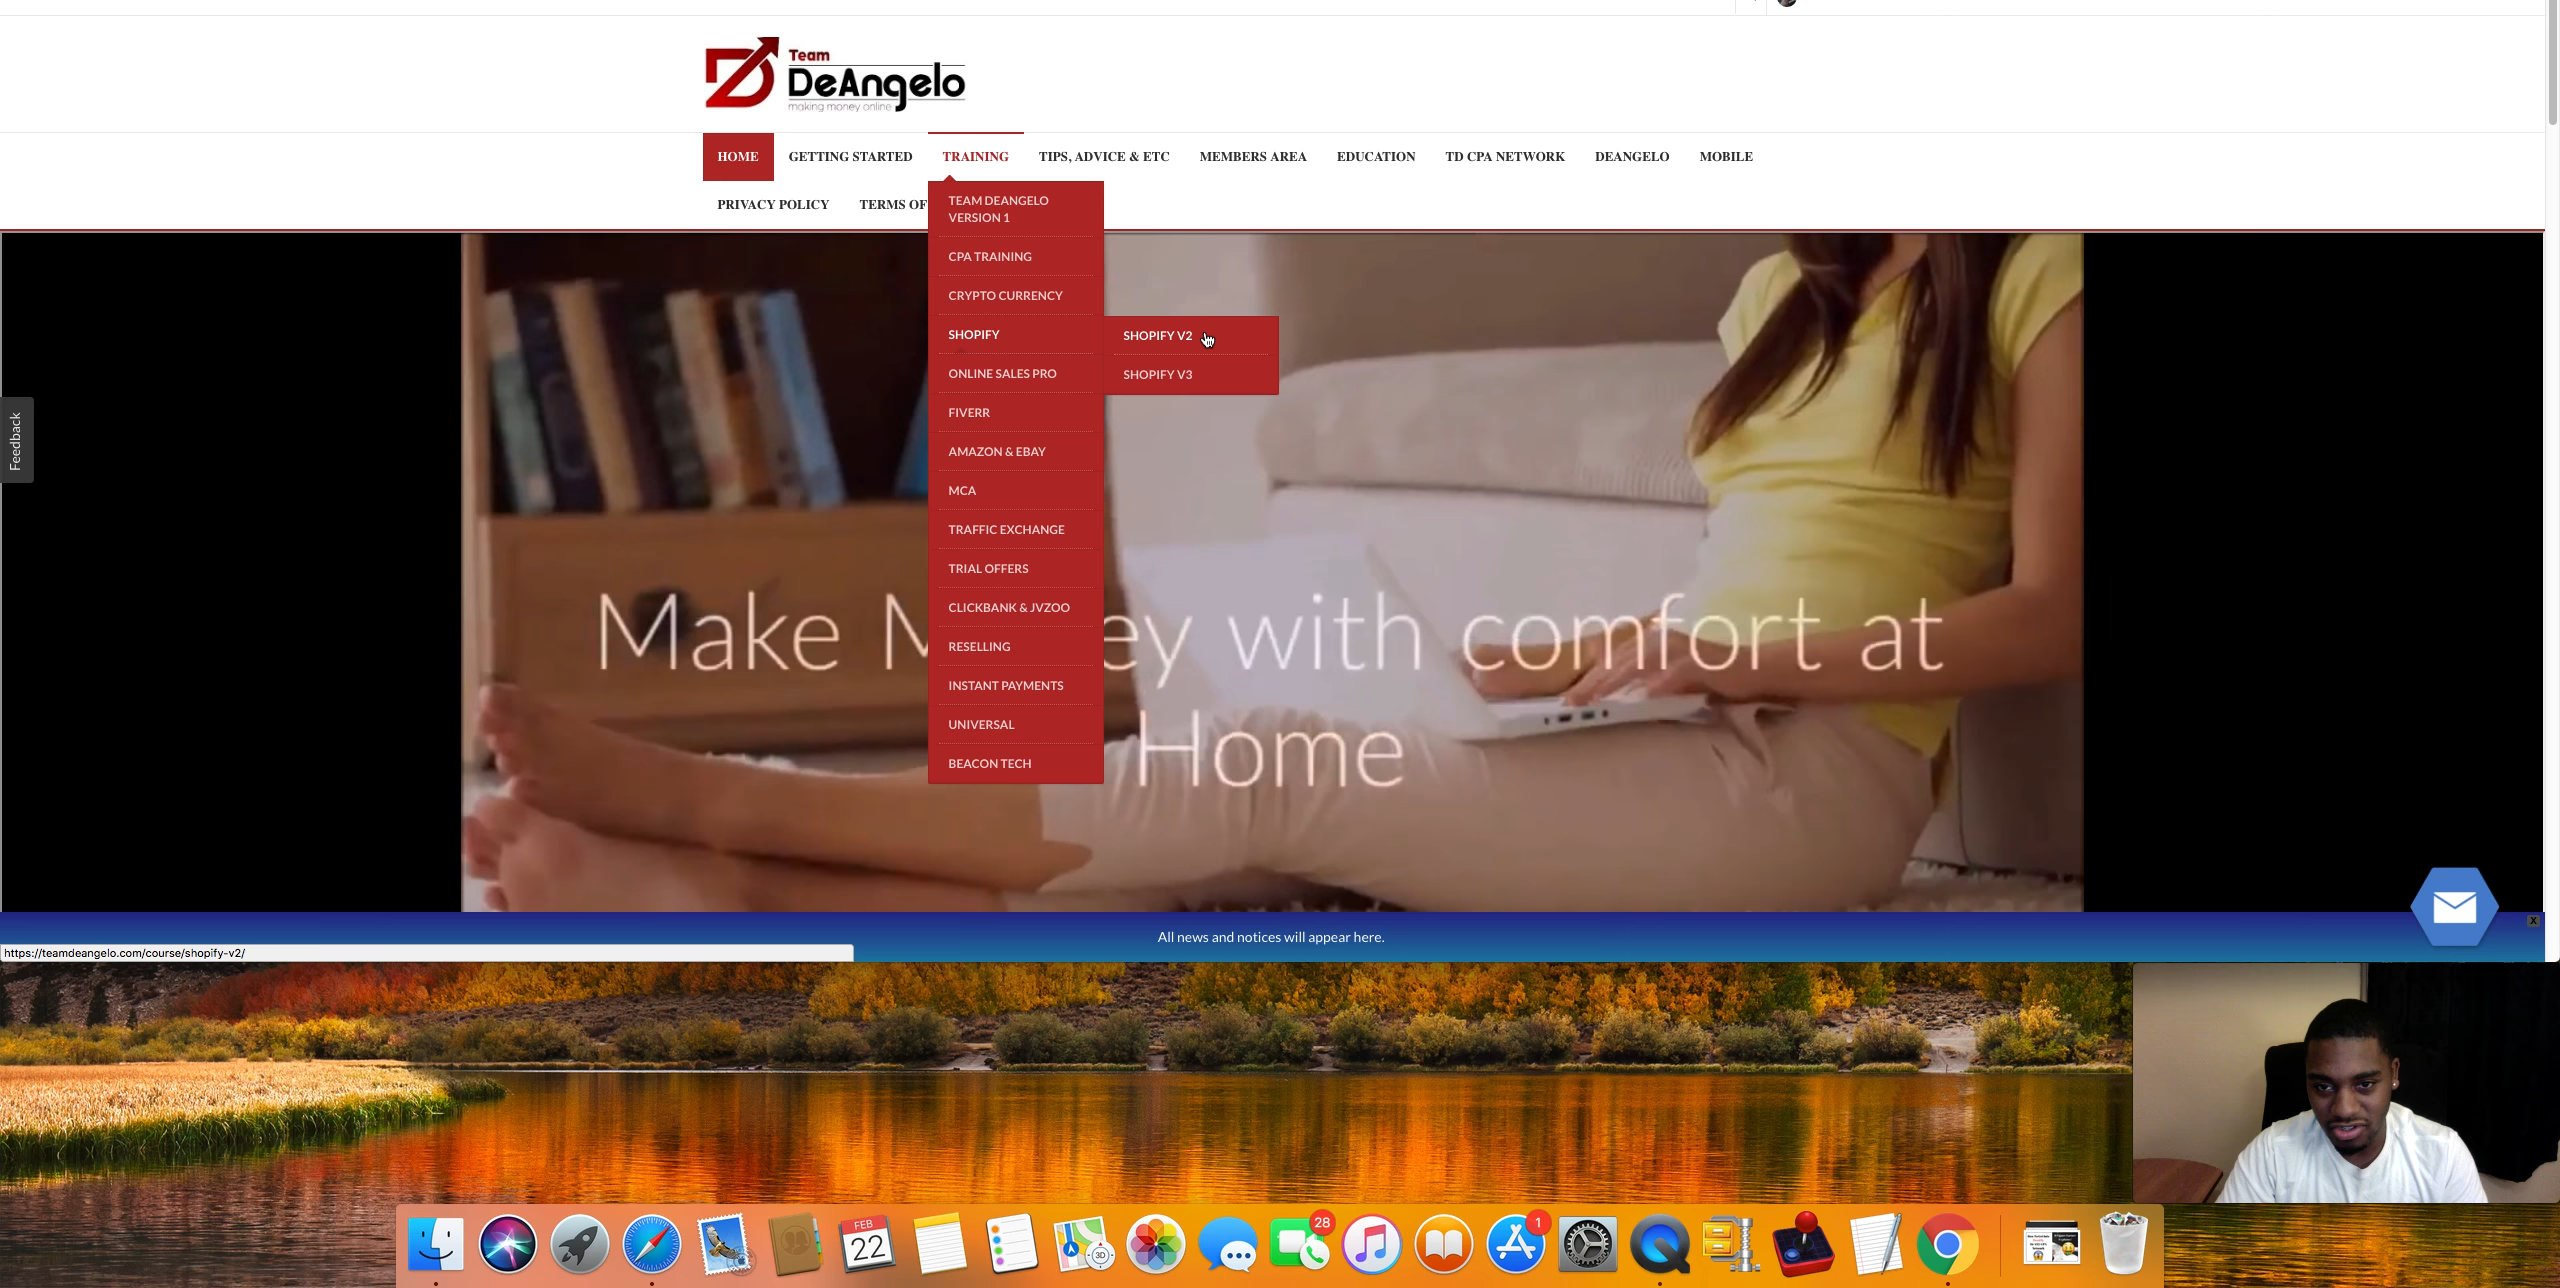 Team
DeAngelo
making money online
HOME
GETTING STARTED
TRAINING
TIPS, ADVICE & ETC
MEMBERS AREA
EDUCATION
TD CPA NETWORK
DEANGELO
MOBILE
PRIVACY POLICY
TERMS OF
TEAM DEANGELO
VERSION 1
CPA TRAINING
CRYPTO CURRENCY
SHOPIFY
SHOPIFY V2
SHOPIFY V3
ONLINE SALES PRO
FIVERR
AMAZON & EBAY
MCA
TRAFFIC EXCHANGE
TRIAL OFFERS
CLICKBANK & JVZOO
RESELLING
INSTANT PAYMENTS
UNIVERSAL
BEACON TECH
Feedback
Make M ey with comfort at
Home
All news and notices will appear here.
X
https://teamdeangelo.com/course/shopify-v2/
FEB
22
3D
28
1